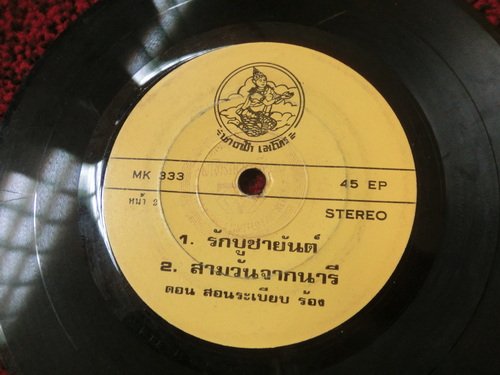 MK 333
45 EP
หน้า 2
STEREO
1. รักบูชายันต์
2. สามวันจากนารี
ตอน สอนระเบียบ ร้อง